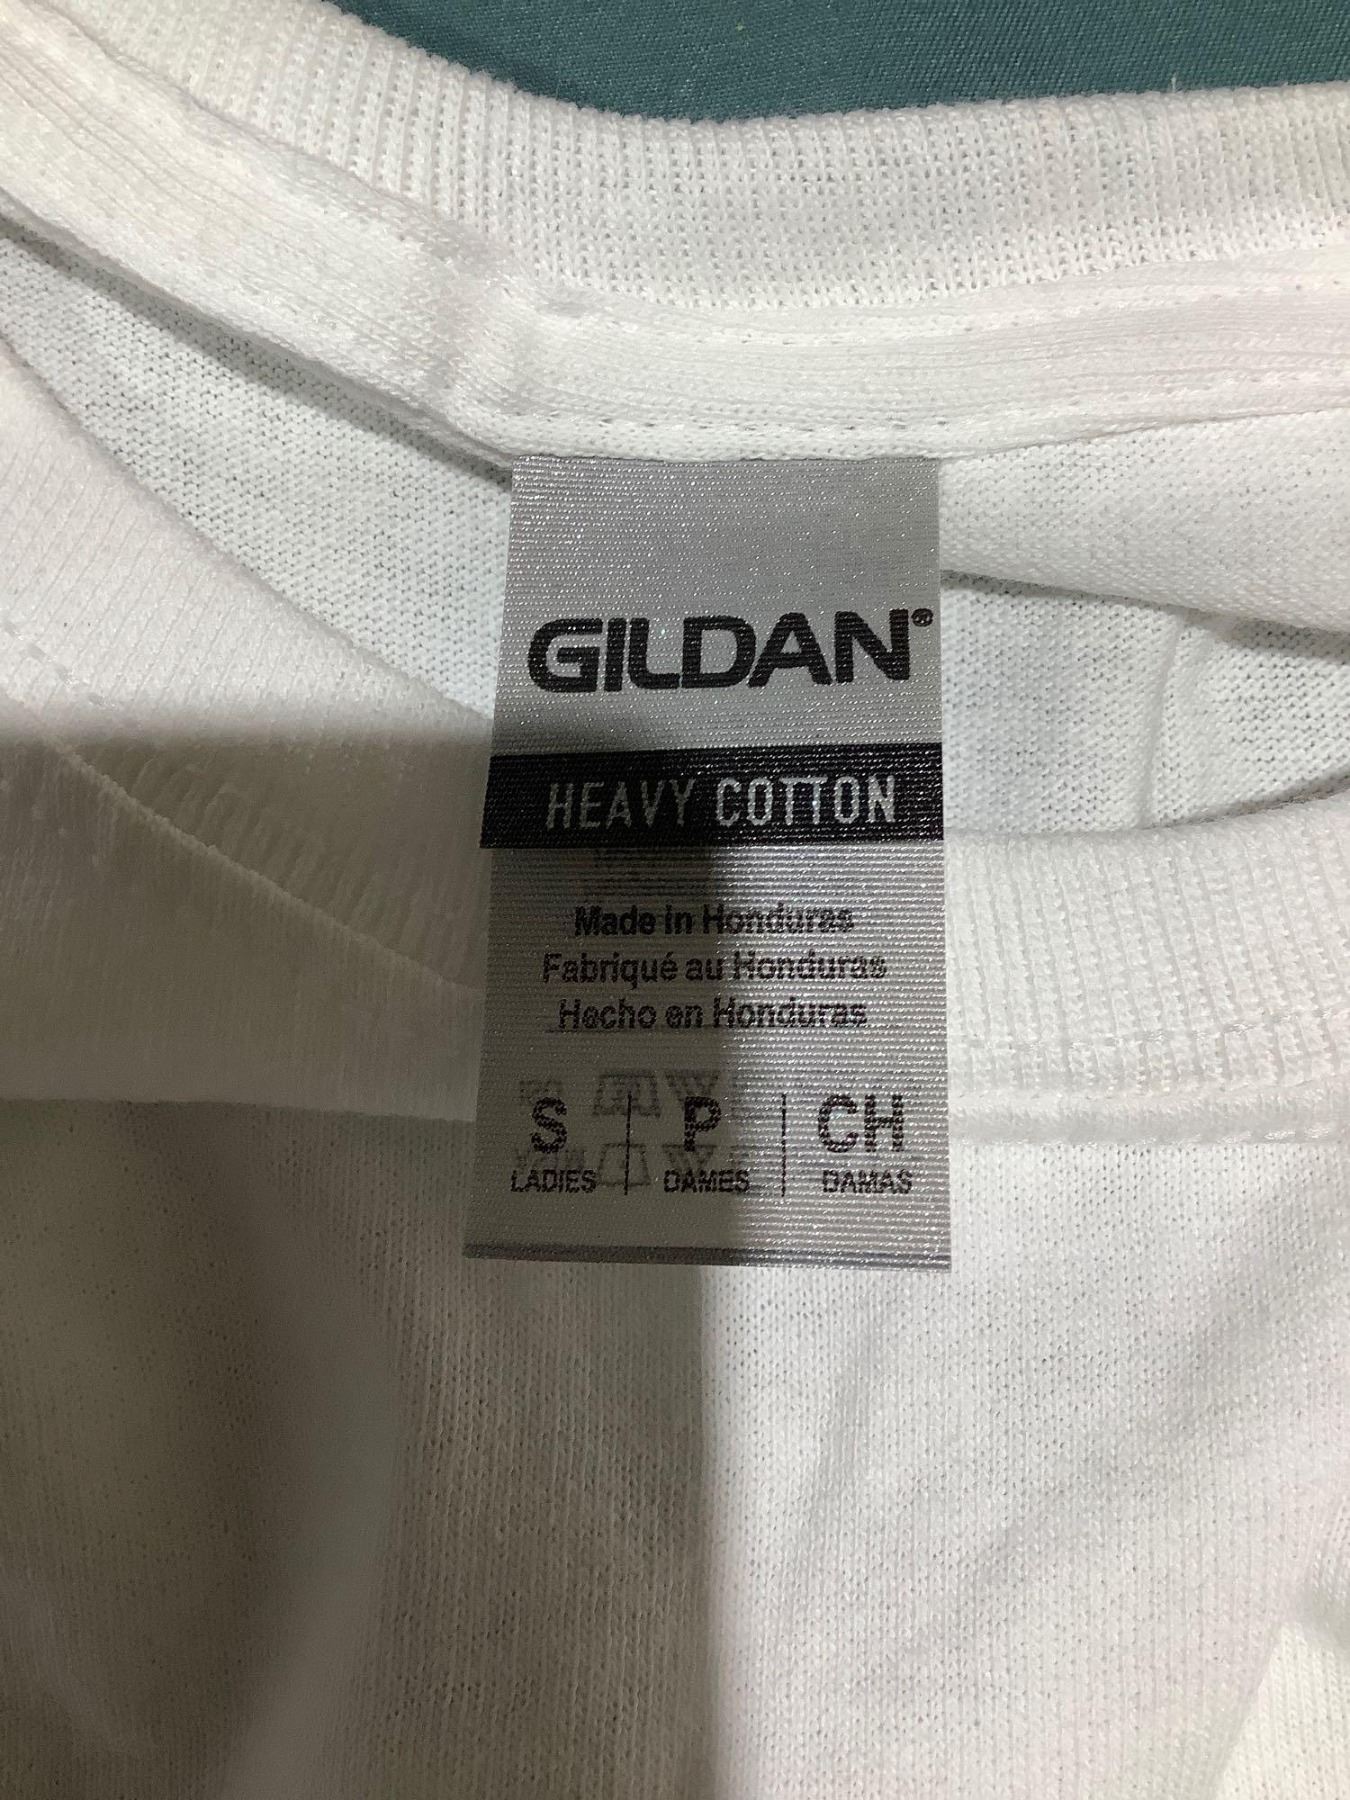 GILDAN®
HEAVY COTTON
Made in Honduras
Fabriqué au Honduras
Hecho en Honduras
S | P | CH
LADIES | DAMES | DAMAS